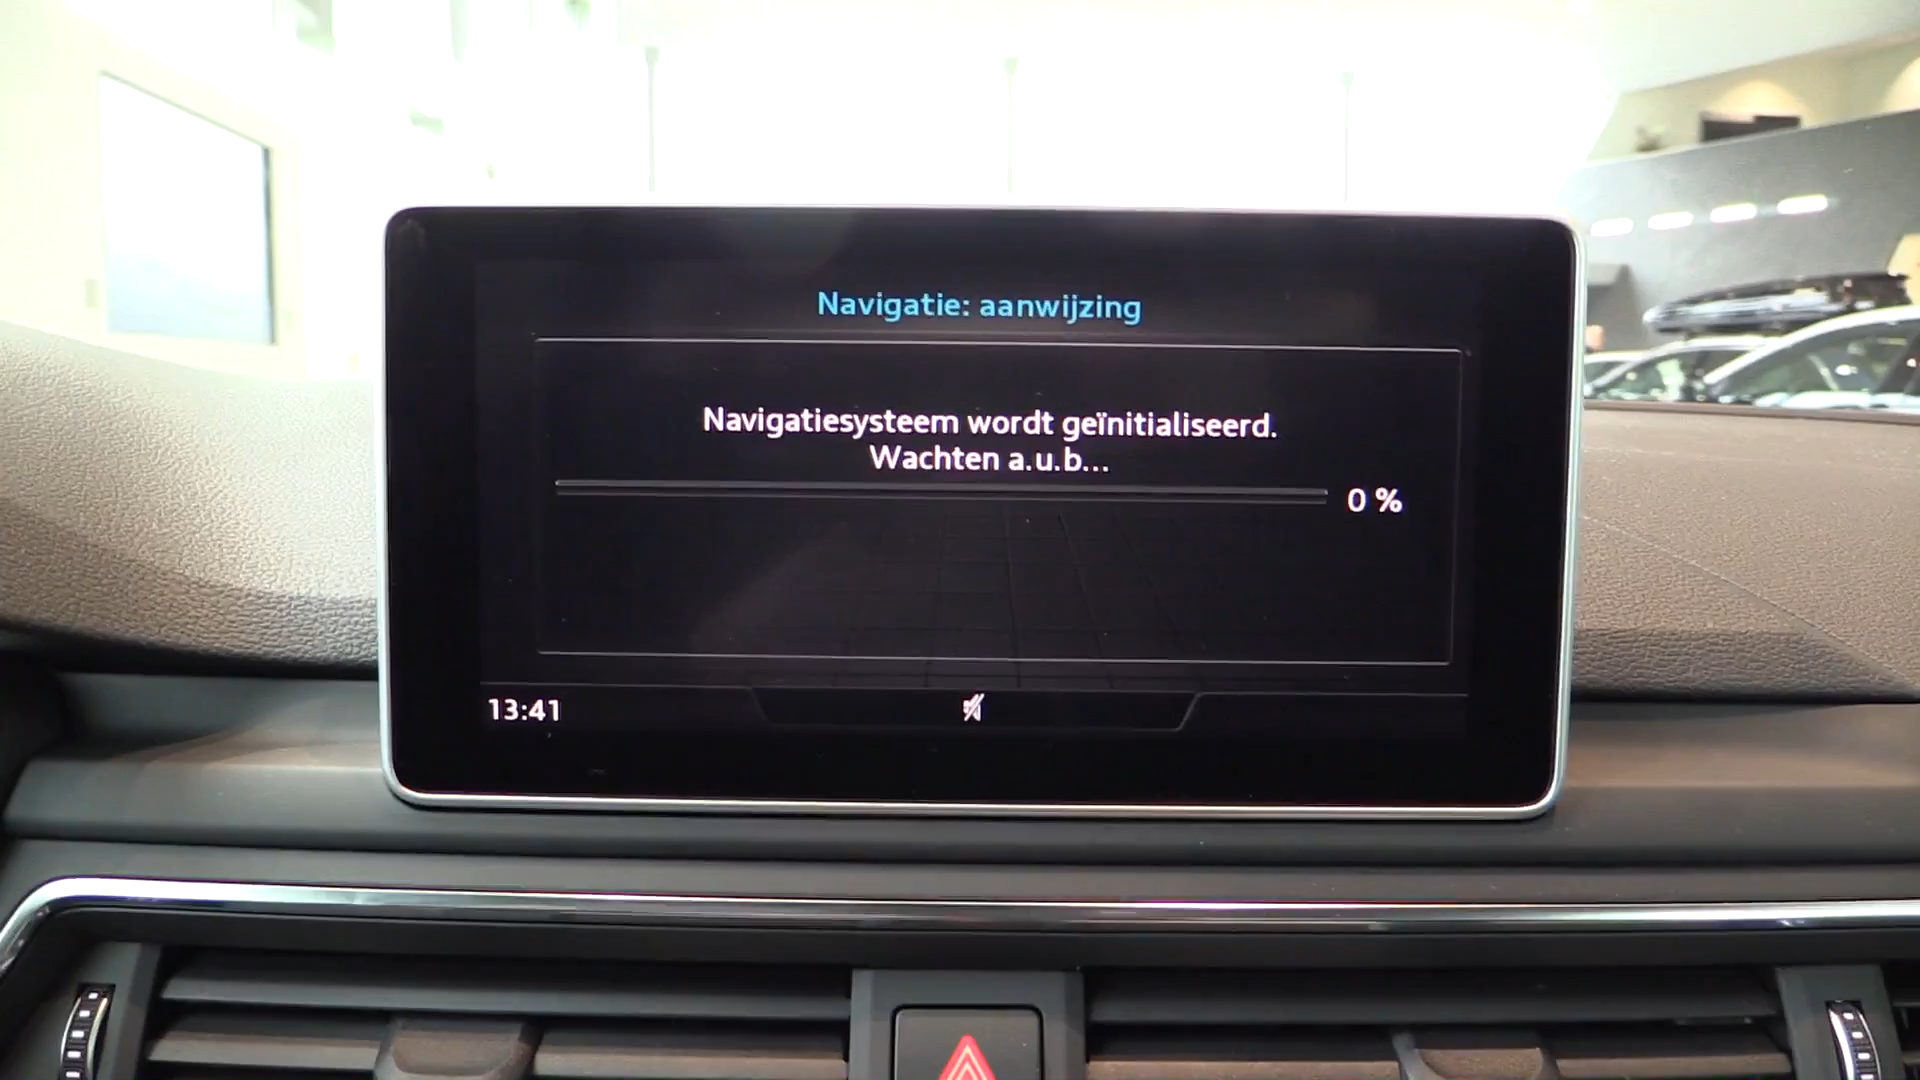 Navigatie: aanwijzing
Navigatiesysteem wordt geïnitialiseerd.
Wachten a.u.b...
0 %
13:41